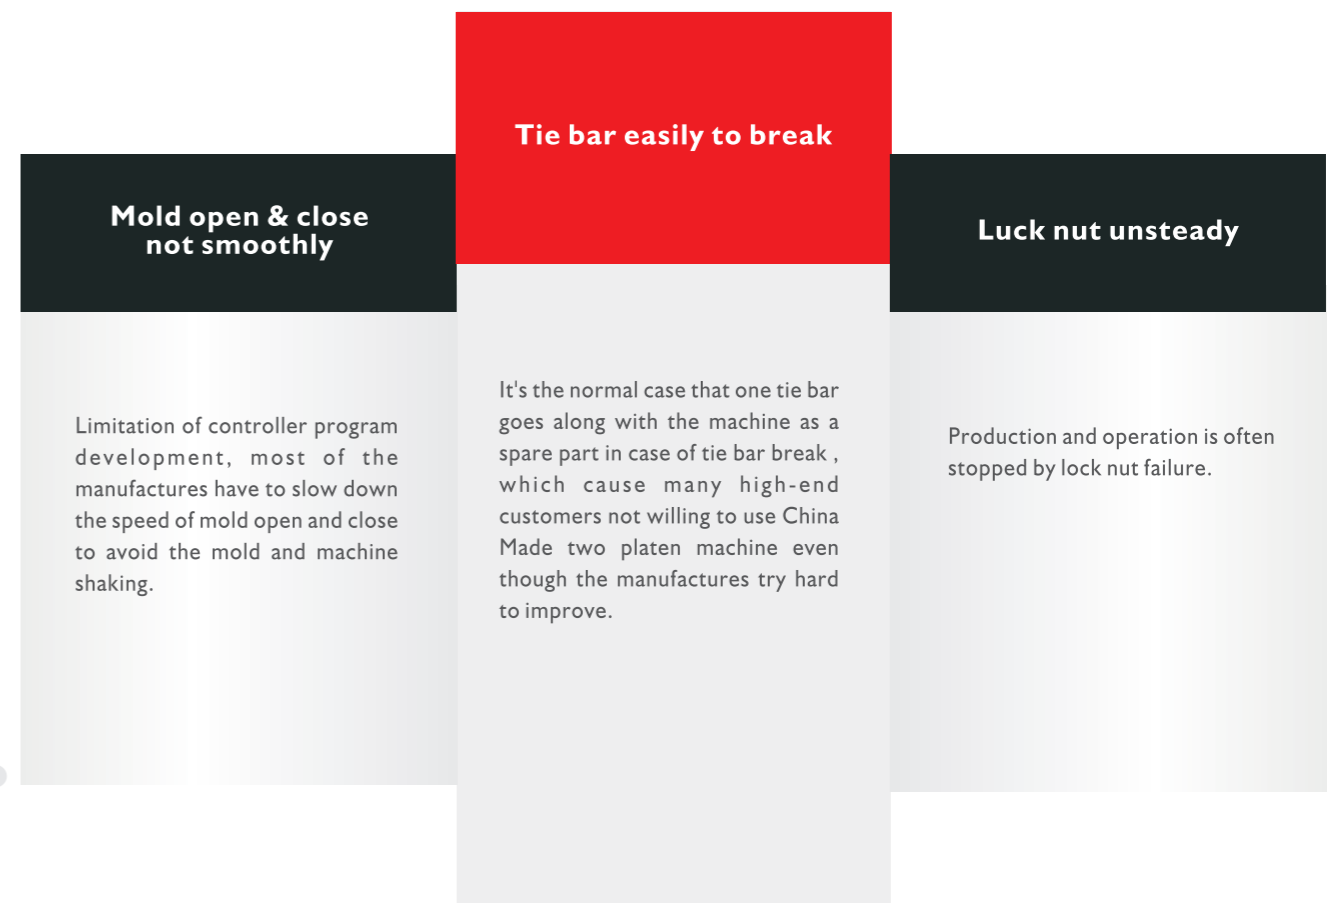 Mold open & close
not smoothly
Limitation of controller program
development, most of the
manufactures have to slow down
the speed of mold open and close
to avoid the mold and machine
shaking.
Tie bar easily to break
It's the normal case that one tie bar
goes along with the machine as a
spare part in case of tie bar break ,
which cause many high-end
customers not willing to use China
Made two platen machine even
though the manufactures try hard
to improve.
Luck nut unsteady
Production and operation is often
stopped by lock nut failure.